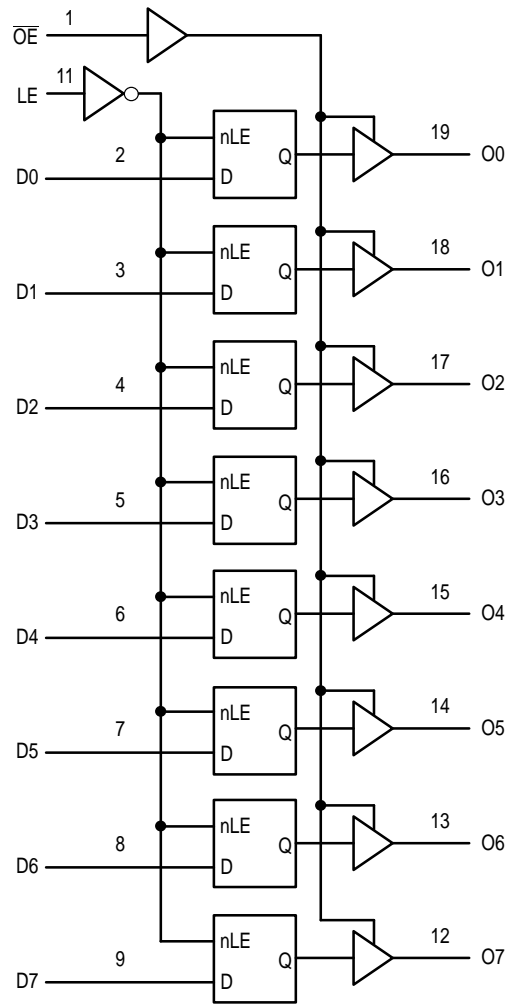 OE 1
LE 11
2 nLE Q D 19 O0
D0
3 nLE Q D 18 O1
D1
4 nLE Q D 17 O2
D2
5 nLE Q D 16 O3
D3
6 nLE Q D 15 O4
D4
7 nLE Q D 14 O5
D5
8 nLE Q D 13 O6
D6
9 nLE Q D 12 O7
D7